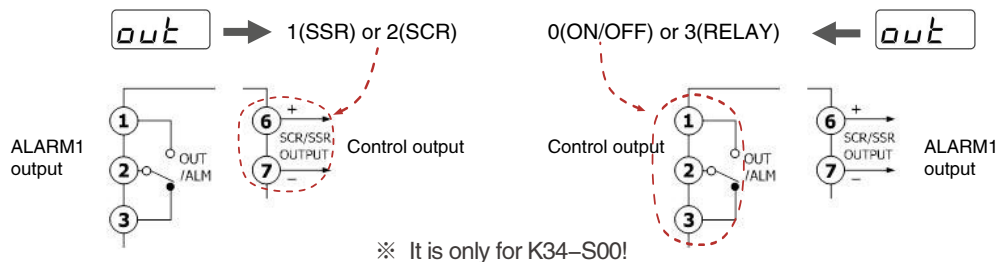 out
1(SSR) or 2(SCR)
0(ON/OFF) or 3(RELAY)
out
1
2
3
OUT
/ALM
ALARM1
output
6
7
+
SCR/SSR
OUTPUT
−
Control output
Control output
1
2
3
OUT
/ALM
6
7
+
SCR/SSR
OUTPUT
−
ALARM1
output
※ It is only for K34−S00!